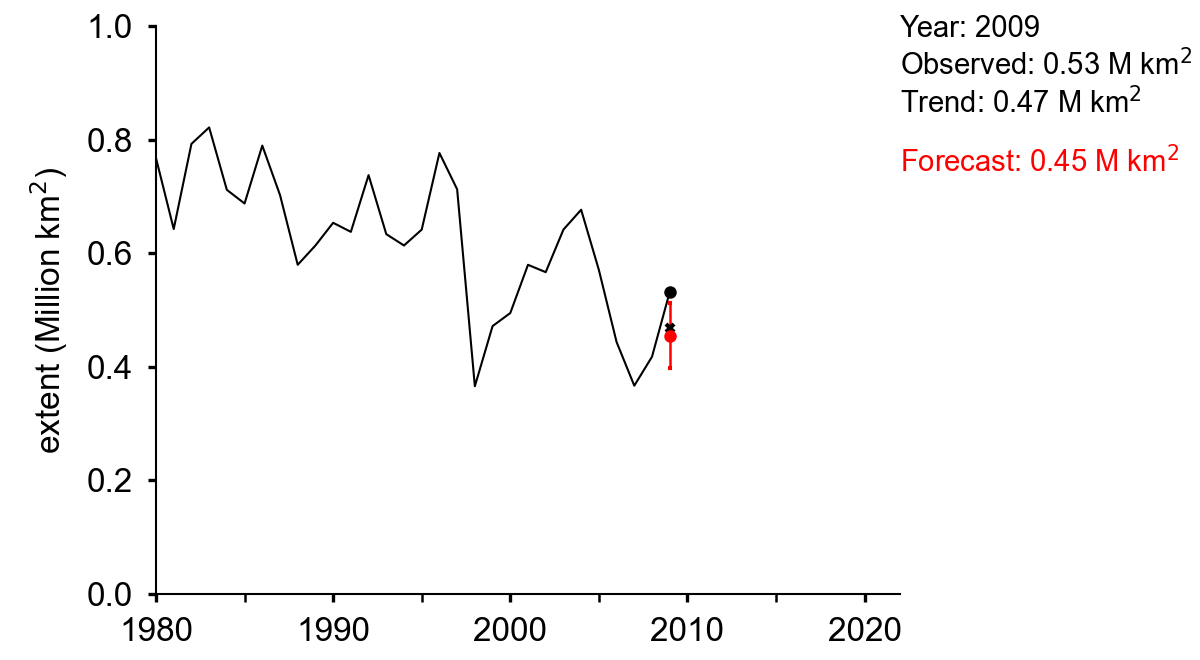 Year: 2009
Observed: 0.53 M km²
Trend: 0.47 M km²
Forecast: 0.45 M km²
extent (Million km²)
1.0
0.8
0.6
0.4
0.2
0.0
1980 1990 2000 2010 2020